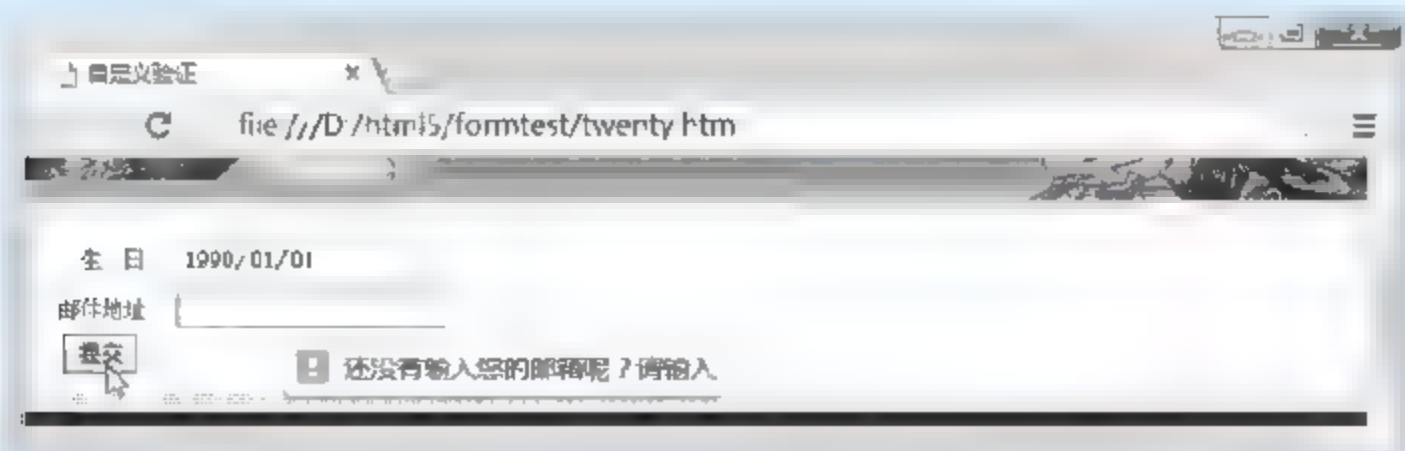 自定义验证
file:///D:/html5/formtest/twenty.htm
生 日 1990/01/01
邮件地址
提交
还没有输入您的邮箱呢？请输入